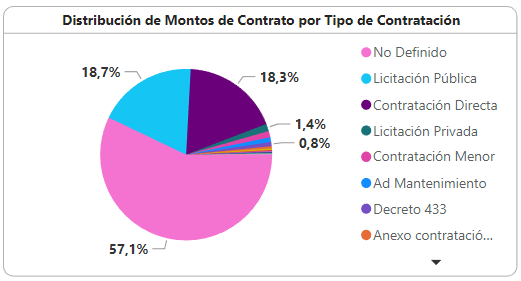 Distribución de Montos de Contrato por Tipo de Contratación
18,7%
18,3%
1,4%
0,8%
57,1%
No Definido
Licitación Pública
Contratación Directa
Licitación Privada
Contratación Menor
Ad Mantenimiento
Decreto 433
Anexo contratació...